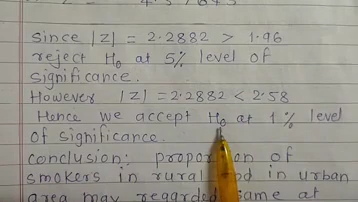 since |Z| = 2.2882 > 1.96
reject H₀ at 5% level of
significance.
However |Z| = 2.2882 < 2.58
Hence we accept H₀ at 1% level
of significance.
conclusion: proportion of
smokers in rural and in urban
area may regarded same at